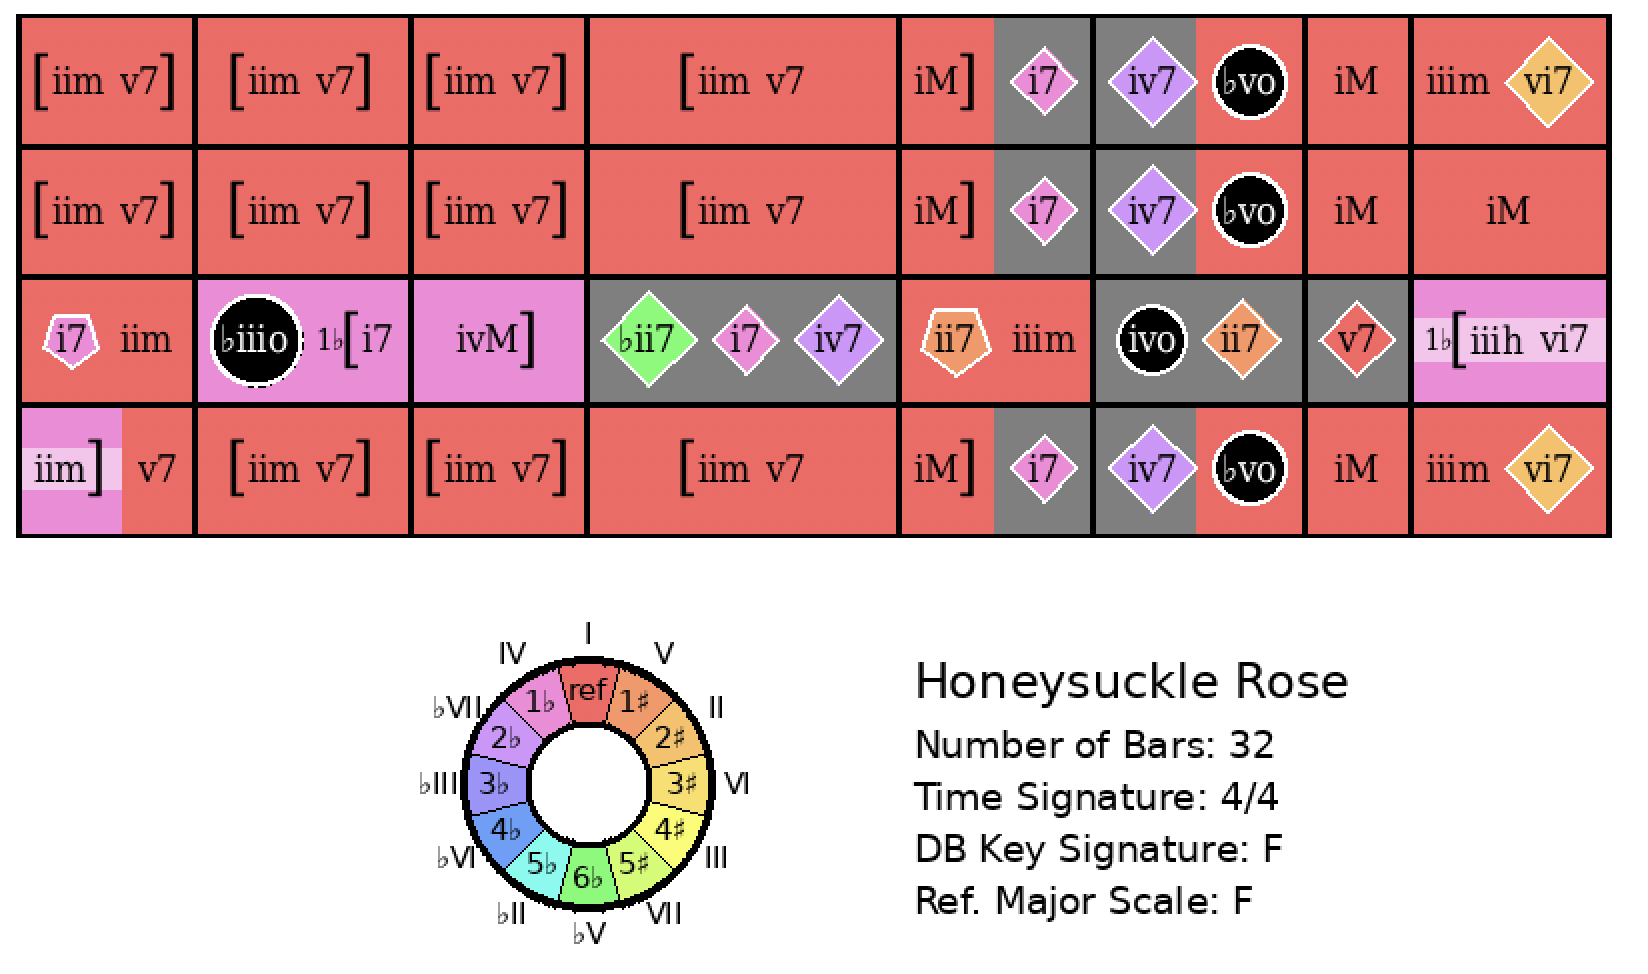 [iim v7] [iim v7] [iim v7] [iim v7 iM] i7 iv7 ♭vo iM iiim vi7
[iim v7] [iim v7] [iim v7] [iim v7 iM] i7 iv7 ♭vo iM iM
i7 iim ♭iiio 1♭[i7 ivM] ♭ii7 i7 iv7 ii7 iiim ivo ii7 v7 1♭[iiih vi7
iim] v7 [iim v7] [iim v7] [iim v7 iM] i7 iv7 ♭vo iM iiim vi7
I
IV V
ref
1♭ 1♯
♭VII II
2♭ 2♯
♭III 3♭ 3♯ VI
4♭ 4♯
♭VI III
5♭ 5♯
6♭
♭II VII
♭V
Honeysuckle Rose
Number of Bars: 32
Time Signature: 4/4
DB Key Signature: F
Ref. Major Scale: F